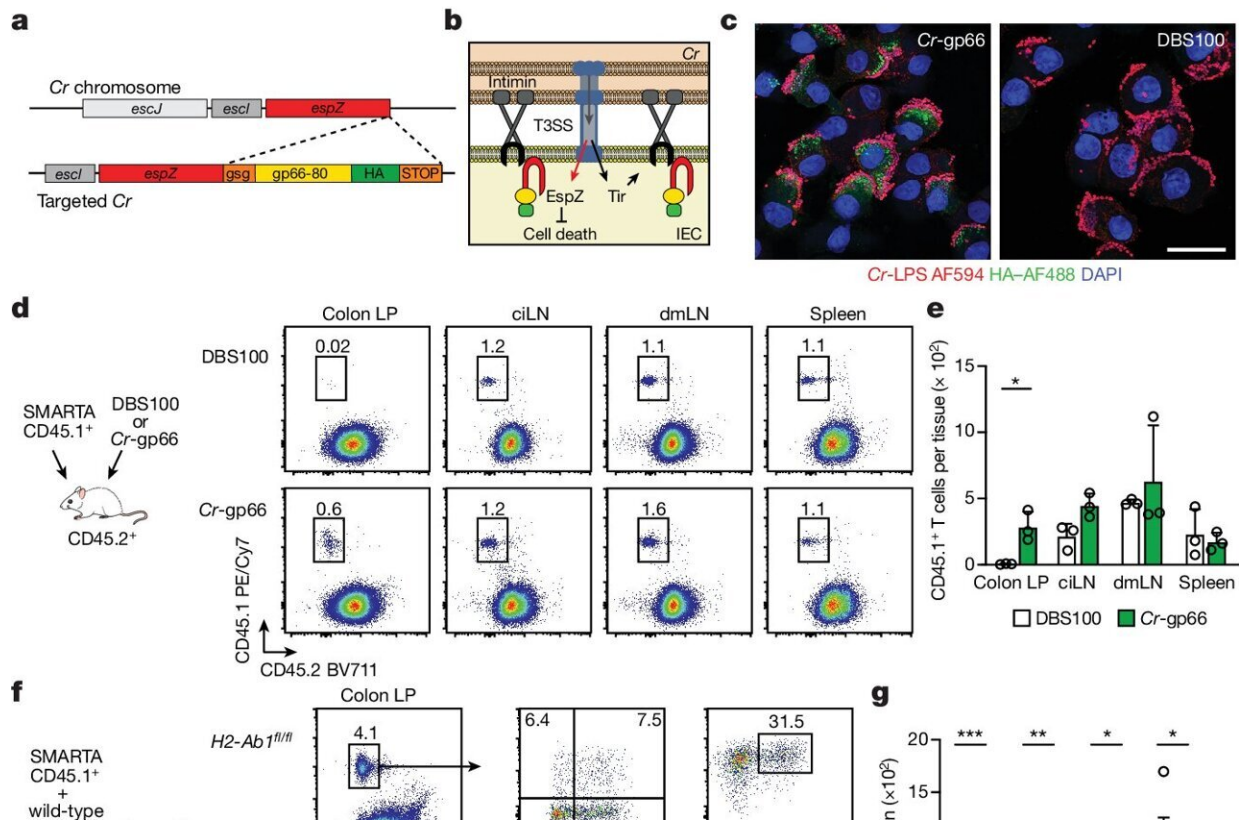 a
Cr chromosome
escJ escI espZ
escI espZ gsg gp66-80 HA STOP
Targeted Cr
b
Cr
Intimin
T3SS
EspZ Tir
Cell death IEC
c
Cr-gp66 DBS100
Cr-LPS AF594 HA–AF488 DAPI
d
Colon LP ciLN dmLN Spleen
DBS100
0.02 1.2 1.1 1.1
SMARTA
CD45.1+
DBS100
or
Cr-gp66
CD45.2+
Cr-gp66
0.6 1.2 1.6 1.1
CD45.1 PE/Cy7
CD45.2 BV711
e
CD45.1+ T cells per tissue (× 10²)
15
10
5
0
*
Colon LP ciLN dmLN Spleen
DBS100 Cr-gp66
f
Colon LP
H2-Ab1fl/fl
4.1 6.4 7.5 31.5
SMARTA
CD45.1+
+
wild-type
g
20
15
*** ** * *
(×10²)